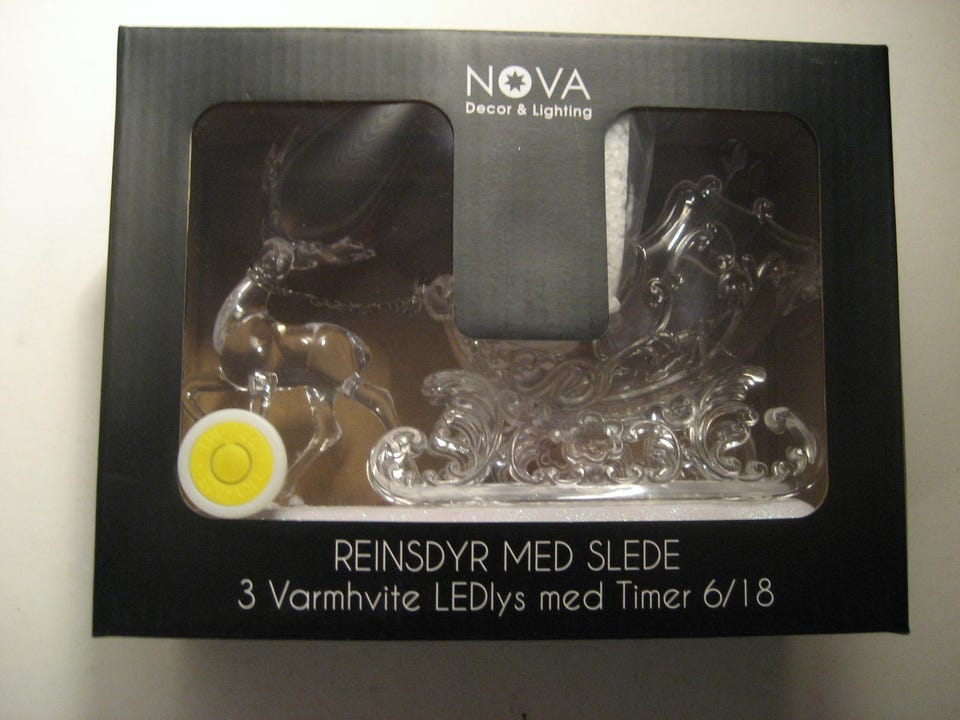 NOVA
Decor & Lighting
REINSDYR MED SLEDE
3 Varmhvite LEDlys med Timer 6/18